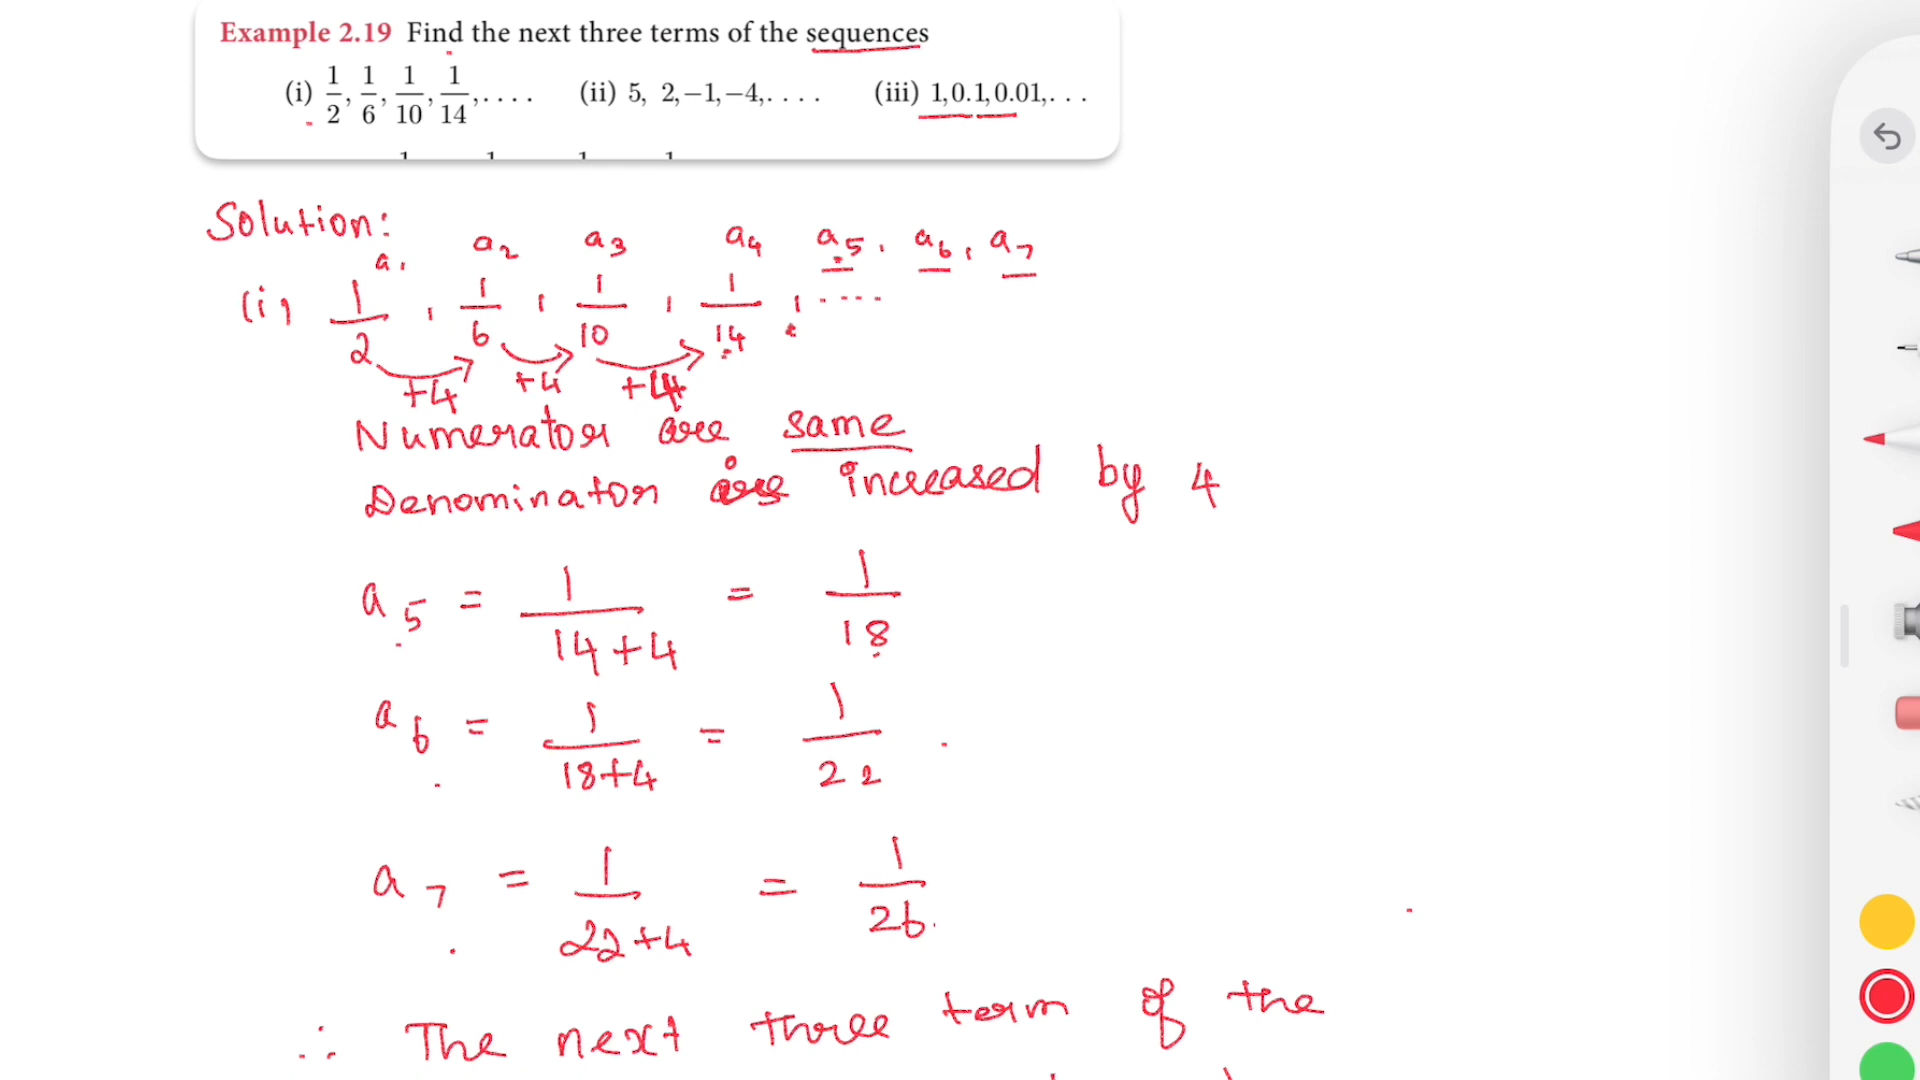 Example 2.19 Find the next three terms of the sequences
(i) 1/2, 1/6, 1/10, 1/14,.... (ii) 5, 2,−1,−4,.... (iii) 1,0.1,0.01,...
Solution:
a₁ a₂ a₃ a₄ a₅, a₆, a₇
(i) 1/2, 1/6, 1/10, 1/14, ....
+4 +4 +4
Numerator are same
Denominator is increased by 4
a₅ = 1/(14+4) = 1/18
a₆ = 1/(18+4) = 1/22
a₇ = 1/(22+4) = 1/26.
∴ The next three term of the